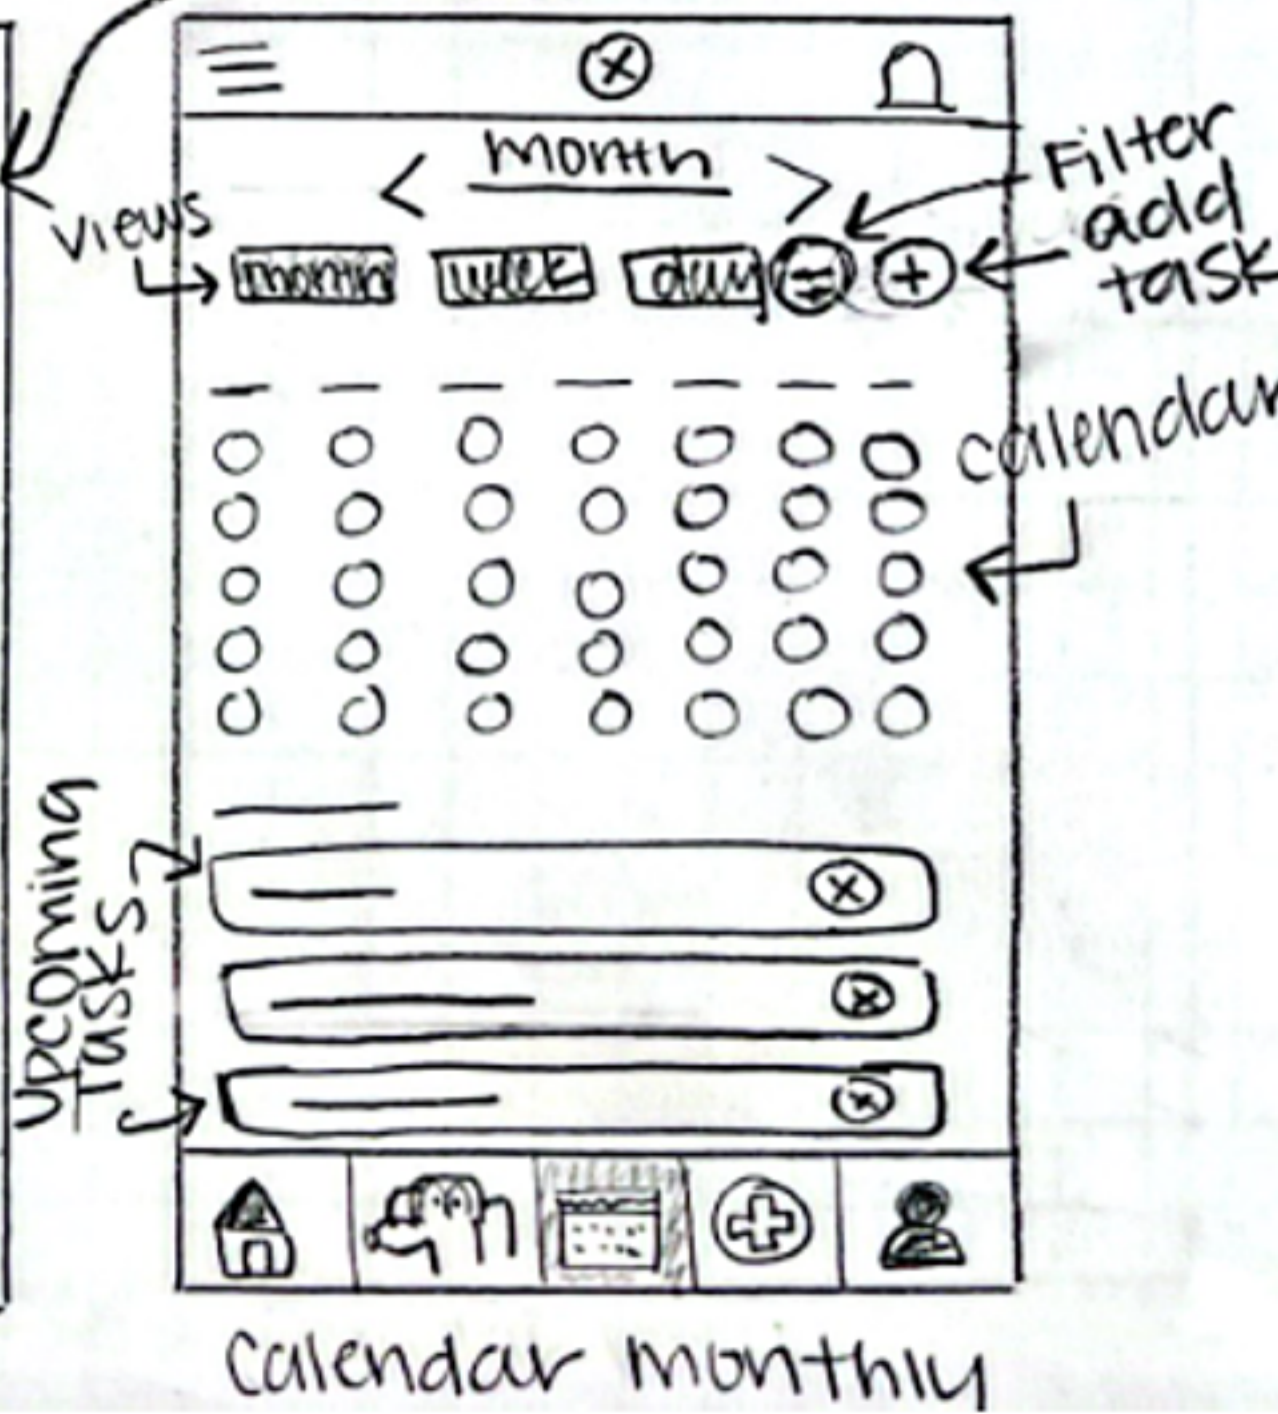 month
Filter
add
task
views
month
week
day
calendar
upcoming
Tasks
Calendar monthly